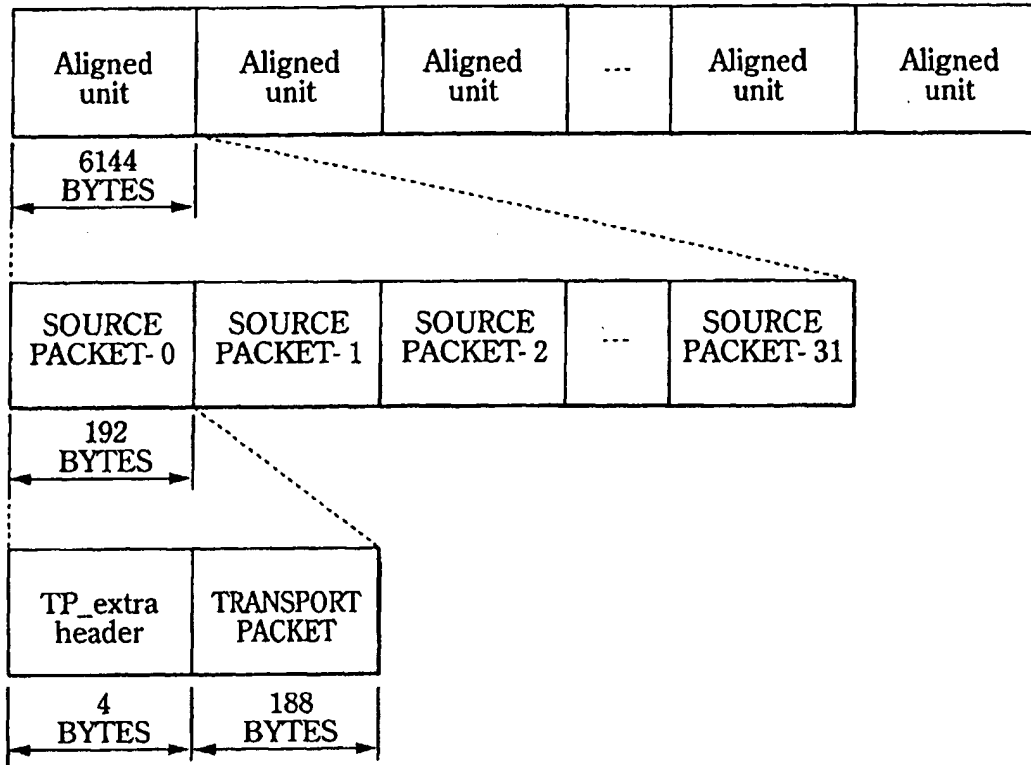 Aligned unit
Aligned unit
Aligned unit
---
Aligned unit
Aligned unit
6144 BYTES
SOURCE PACKET-0
SOURCE PACKET-1
SOURCE PACKET-2
---
SOURCE PACKET-31
192 BYTES
TP_extra header
TRANSPORT PACKET
4 BYTES
188 BYTES